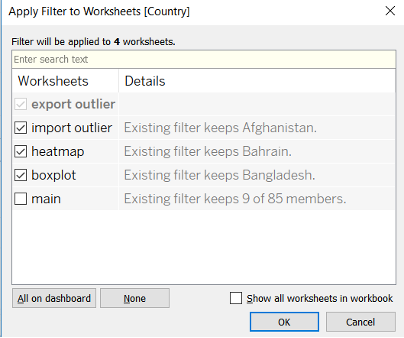 Apply Filter to Worksheets [Country]
Filter will be applied to 4 worksheets.
Enter search text
Worksheets Details
export outlier
import outlier Existing filter keeps Afghanistan.
heatmap Existing filter keeps Bahrain.
boxplot Existing filter keeps Bangladesh.
main Existing filter keeps 9 of 85 members.
All on dashboard None Show all worksheets in workbook
OK Cancel